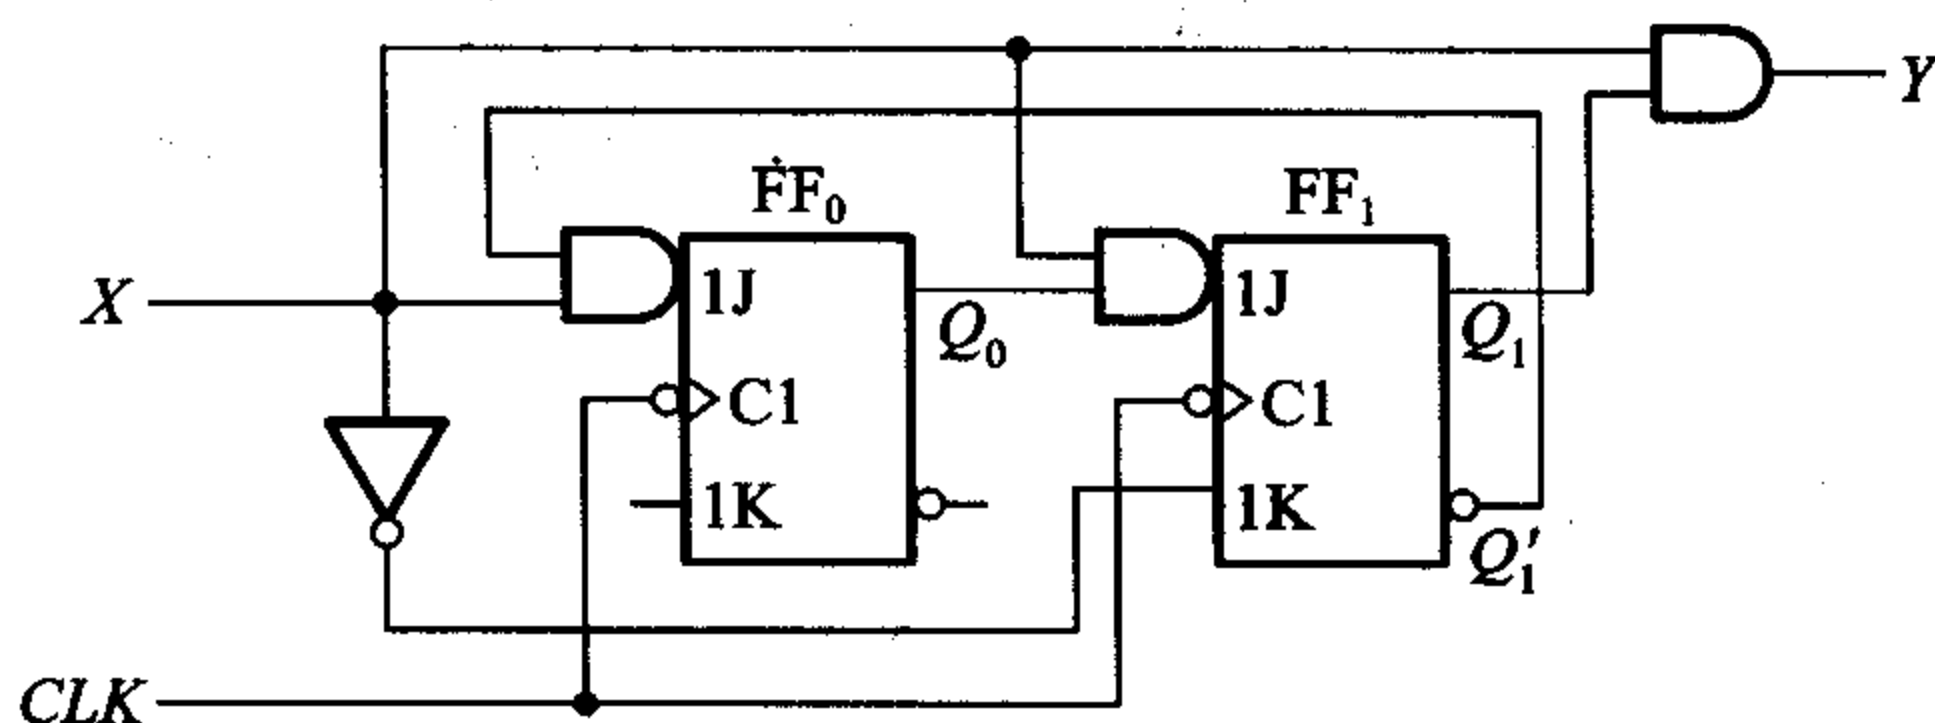 Y
FF₀ FF₁
X 1J Q₀ 1J Q₁
C1 C1
1K 1K
Q₁′
CLK